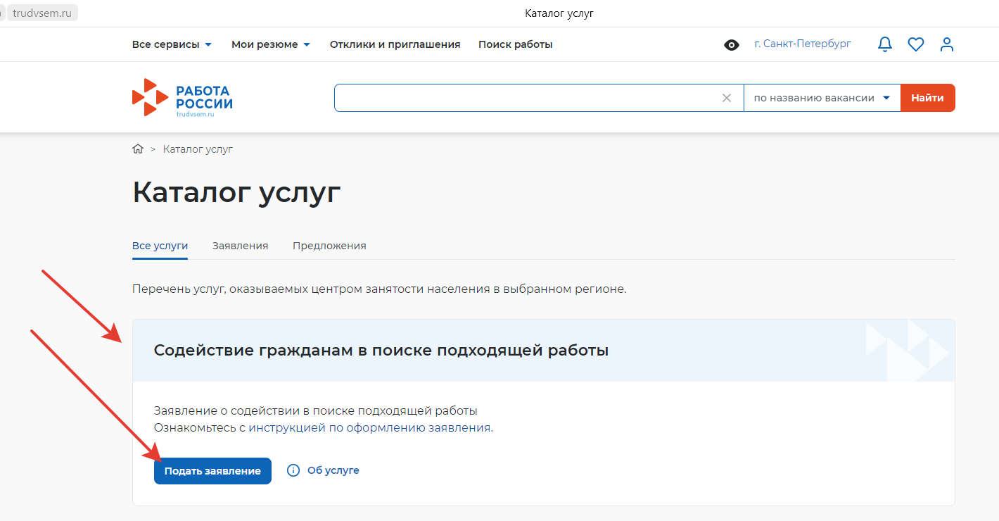 trudvsem.ru
Каталог услуг
Все сервисы
Мои резюме
Отклики и приглашения
Поиск работы
г. Санкт-Петербург
РАБОТА
РОССИИ
trudvsem.ru
по названию вакансии
Найти
> Каталог услуг
Каталог услуг
Все услуги
Заявления
Предложения
Перечень услуг, оказываемых центром занятости населения в выбранном регионе.
Содействие гражданам в поиске подходящей работы
Заявление о содействии в поиске подходящей работы
Ознакомьтесь с инструкцией по оформлению заявления.
Подать заявление
Об услуге